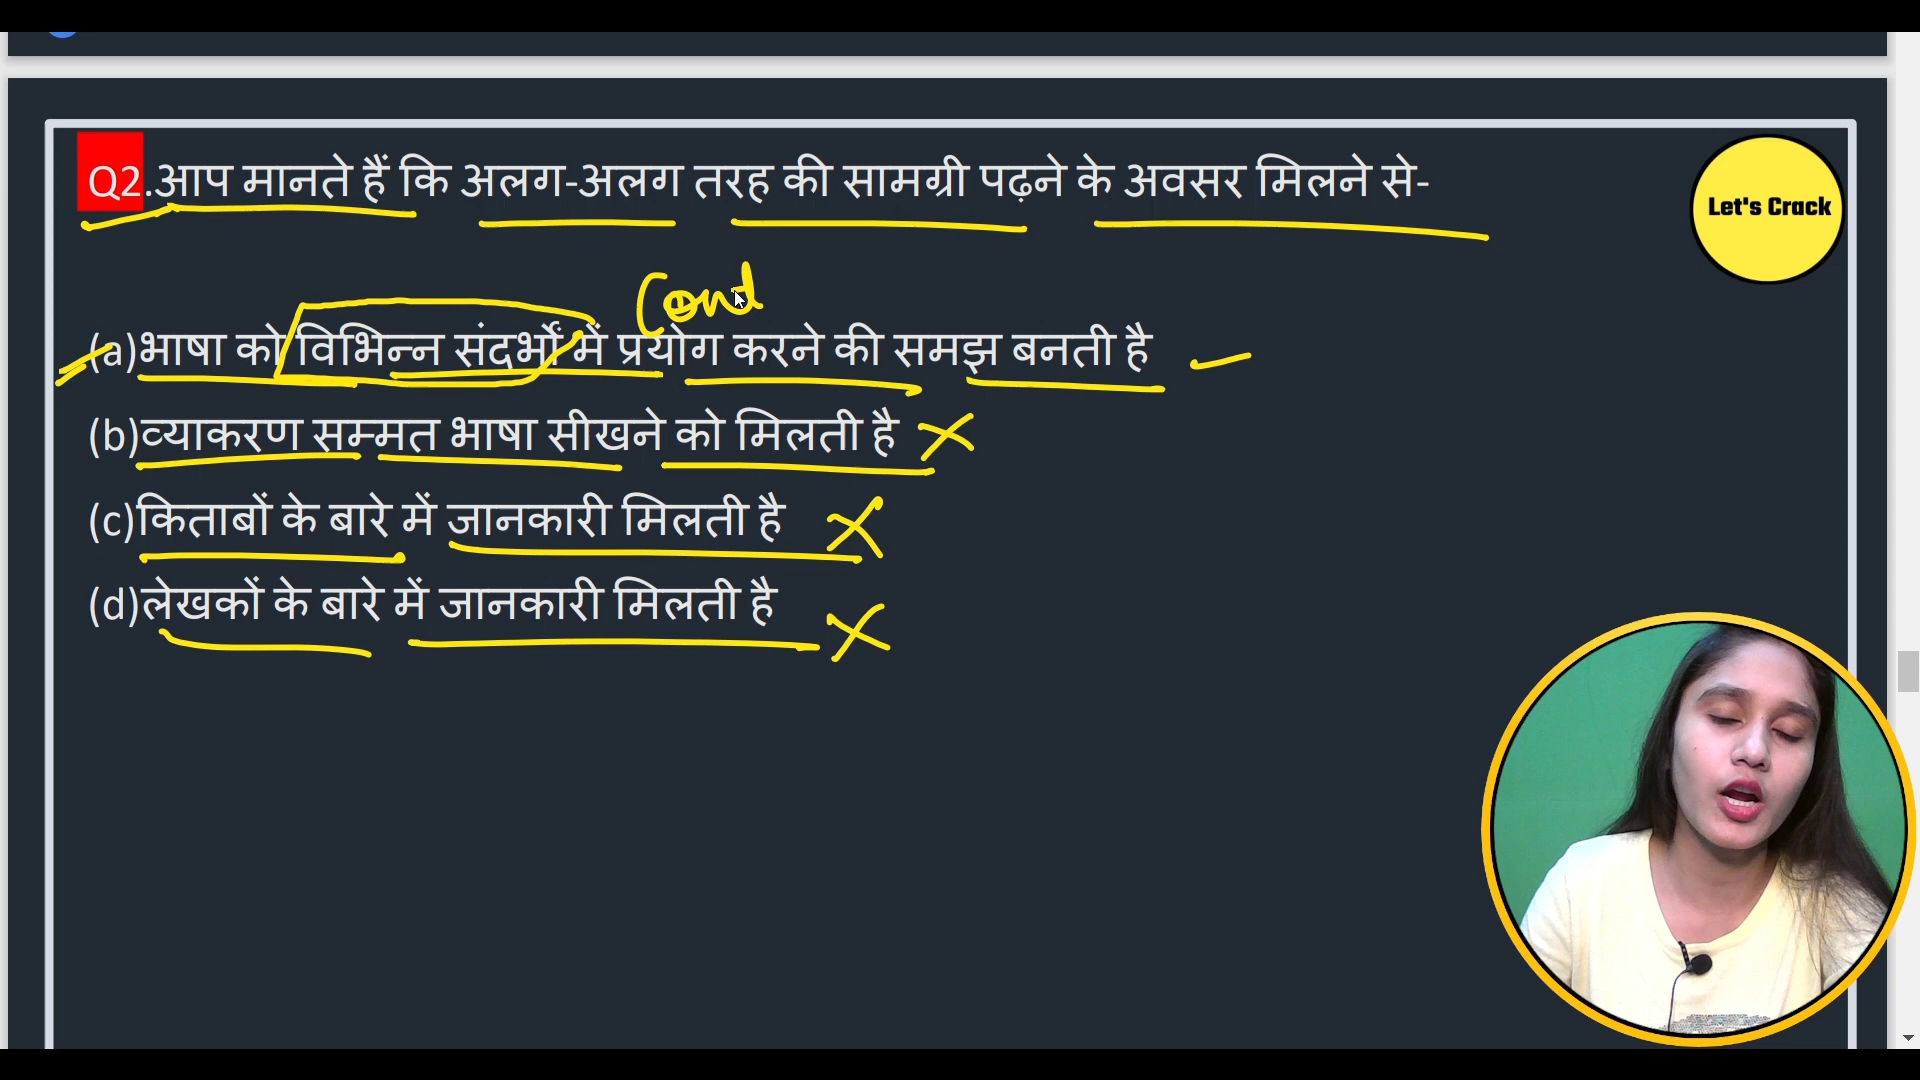 Q2.आप मानते हैं कि अलग-अलग तरह की सामग्री पढ़ने के अवसर मिलने से-
Let's Crack
Cond
(a)भाषा को विभिन्न संदर्भों में प्रयोग करने की समझ बनती है
(b)व्याकरण सम्मत भाषा सीखने को मिलती है
(c)किताबों के बारे में जानकारी मिलती है
(d)लेखकों के बारे में जानकारी मिलती है